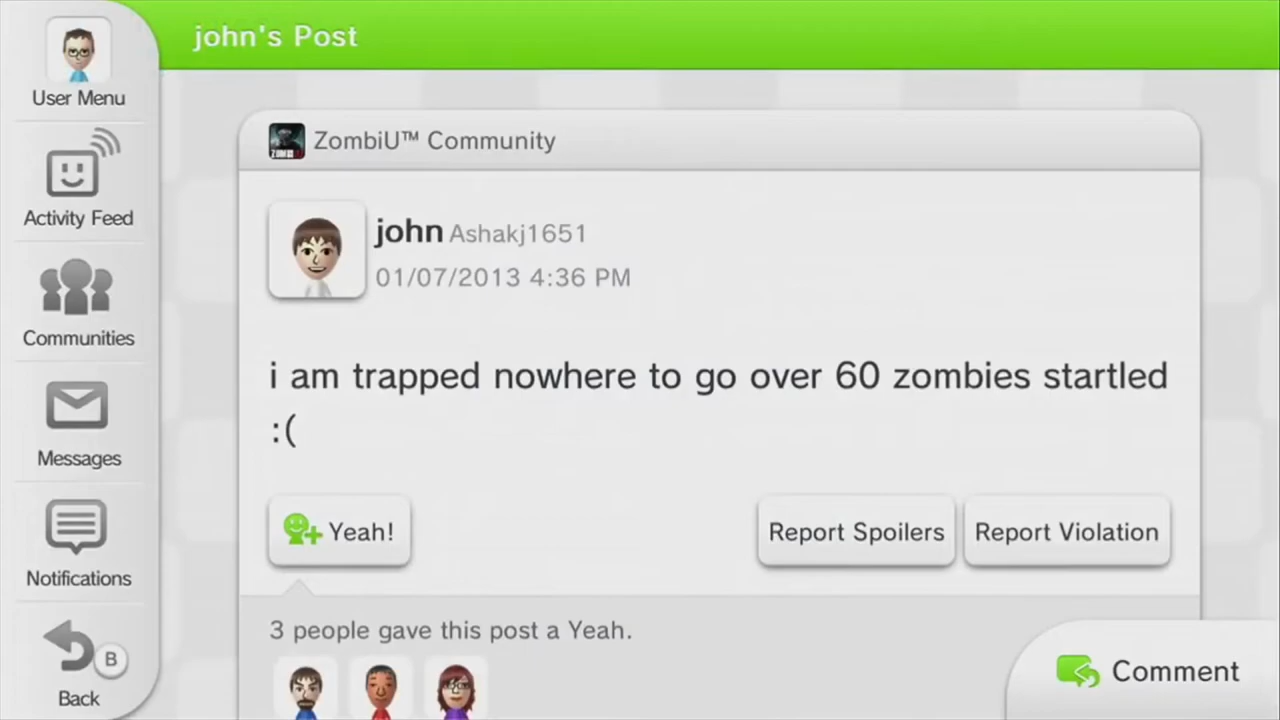 john's Post
User Menu
Activity Feed
Communities
Messages
Notifications
B
Back
ZombiU™ Community
john Ashakj1651
01/07/2013 4:36 PM
i am trapped nowhere to go over 60 zombies startled
:(
Yeah!
Report Spoilers
Report Violation
3 people gave this post a Yeah.
Comment